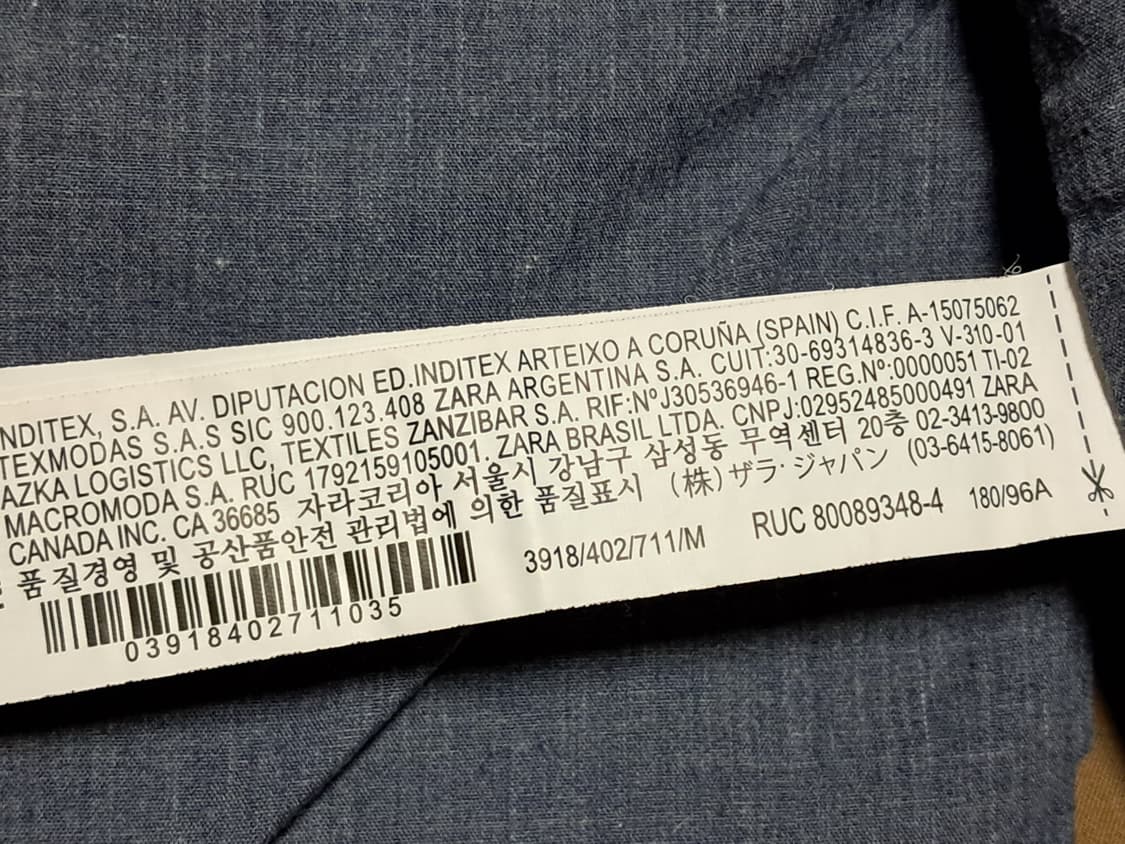 INDITEX, S.A. AV. DIPUTACION ED.INDITEX ARTEIXO A CORUÑA (SPAIN) C.I.F. A-15075062
TEXMODAS S.A.S SIC 900.123.408 ZARA ARGENTINA S.A. CUIT:30-69314836-3 V-310-01
AZKA LOGISTICS LLC, TEXTILES ZANZIBAR S.A. RIF:NºJ30536946-1 REG.Nº:0000051 TI-02
MACROMODA S.A. RUC 1792159105001. ZARA BRASIL LTDA. CNPJ:02952485000491 ZARA
CANADA INC. CA 36685 자라코리아 서울시 강남구 삼성동 무역센터 20층 02-3413-9800
품질경영 및 공산품안전 관리법에 의한 품질표시 (株)ザラ・ジャパン (03-6415-8061)
03918402711035
3918/402/711/M
RUC 80089348-4
180/96A